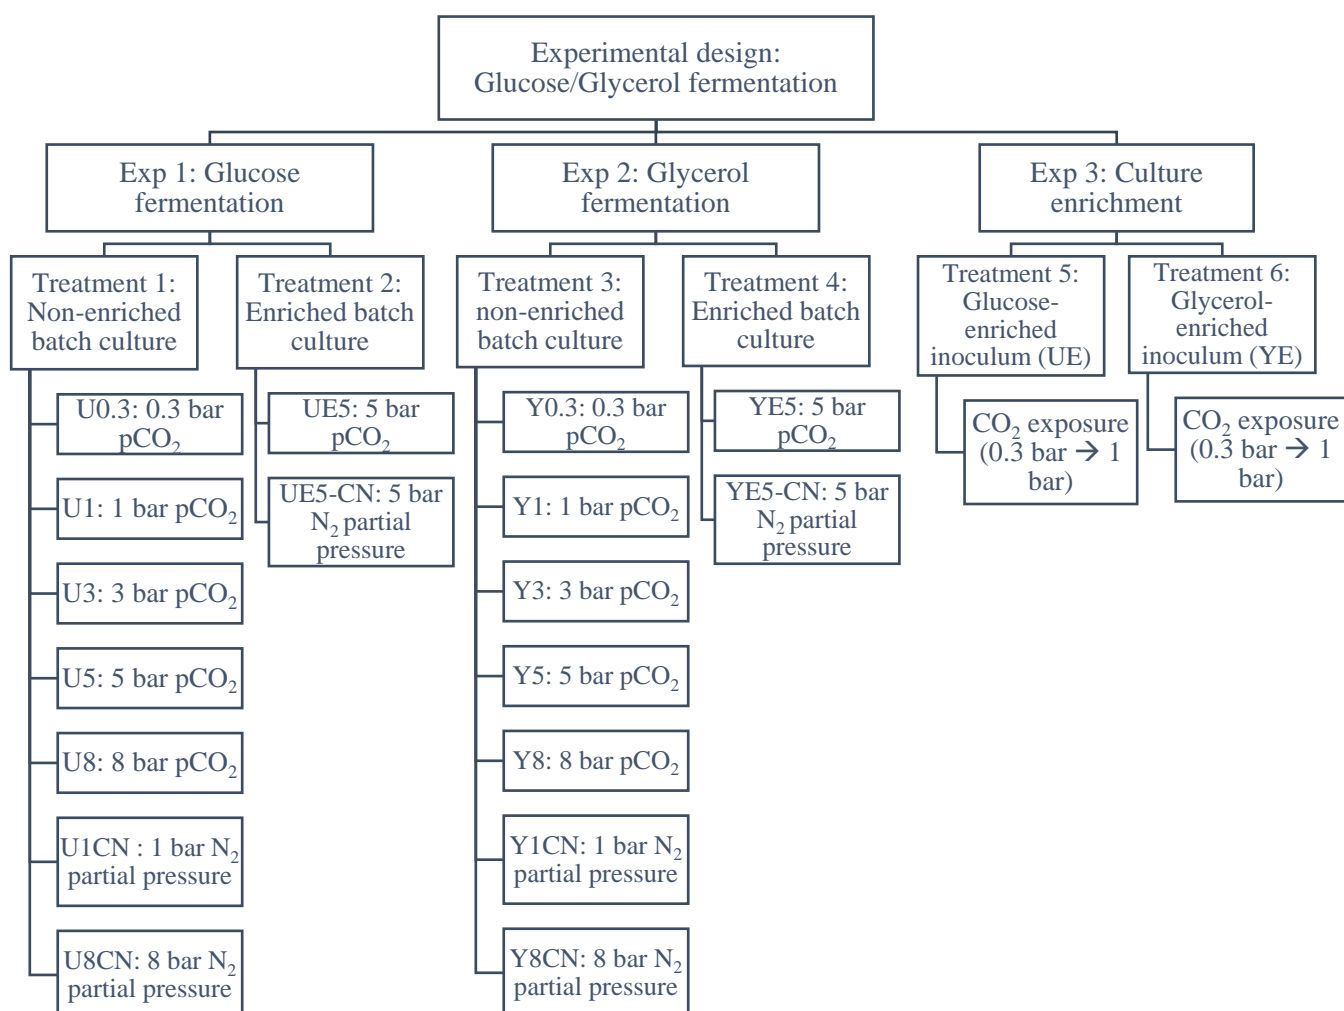 Experimental design:
Glucose/Glycerol fermentation
Exp 1: Glucose
fermentation
Exp 2: Glycerol
fermentation
Exp 3: Culture
enrichment
Treatment 1:
Non-enriched
batch culture
Treatment 2:
Enriched batch
culture
Treatment 3:
non-enriched
batch culture
Treatment 4:
Enriched batch
culture
Treatment 5:
Glucose-
enriched
inoculum (UE)
Treatment 6:
Glycerol-
enriched
inoculum (YE)
U0.3: 0.3 bar
pCO₂
U1: 1 bar pCO₂
U3: 3 bar pCO₂
U5: 5 bar pCO₂
U8: 8 bar pCO₂
U1CN : 1 bar N₂
partial pressure
U8CN: 8 bar N₂
partial pressure
UE5: 5 bar
pCO₂
UE5-CN: 5 bar
N₂ partial
pressure
Y0.3: 0.3 bar
pCO₂
Y1: 1 bar pCO₂
Y3: 3 bar pCO₂
Y5: 5 bar pCO₂
Y8: 8 bar pCO₂
Y1CN: 1 bar N₂
partial pressure
Y8CN: 8 bar N₂
partial pressure
YE5: 5 bar
pCO₂
YE5-CN: 5 bar
N₂ partial
pressure
CO₂ exposure
(0.3 bar → 1
bar)
CO₂ exposure
(0.3 bar → 1
bar)